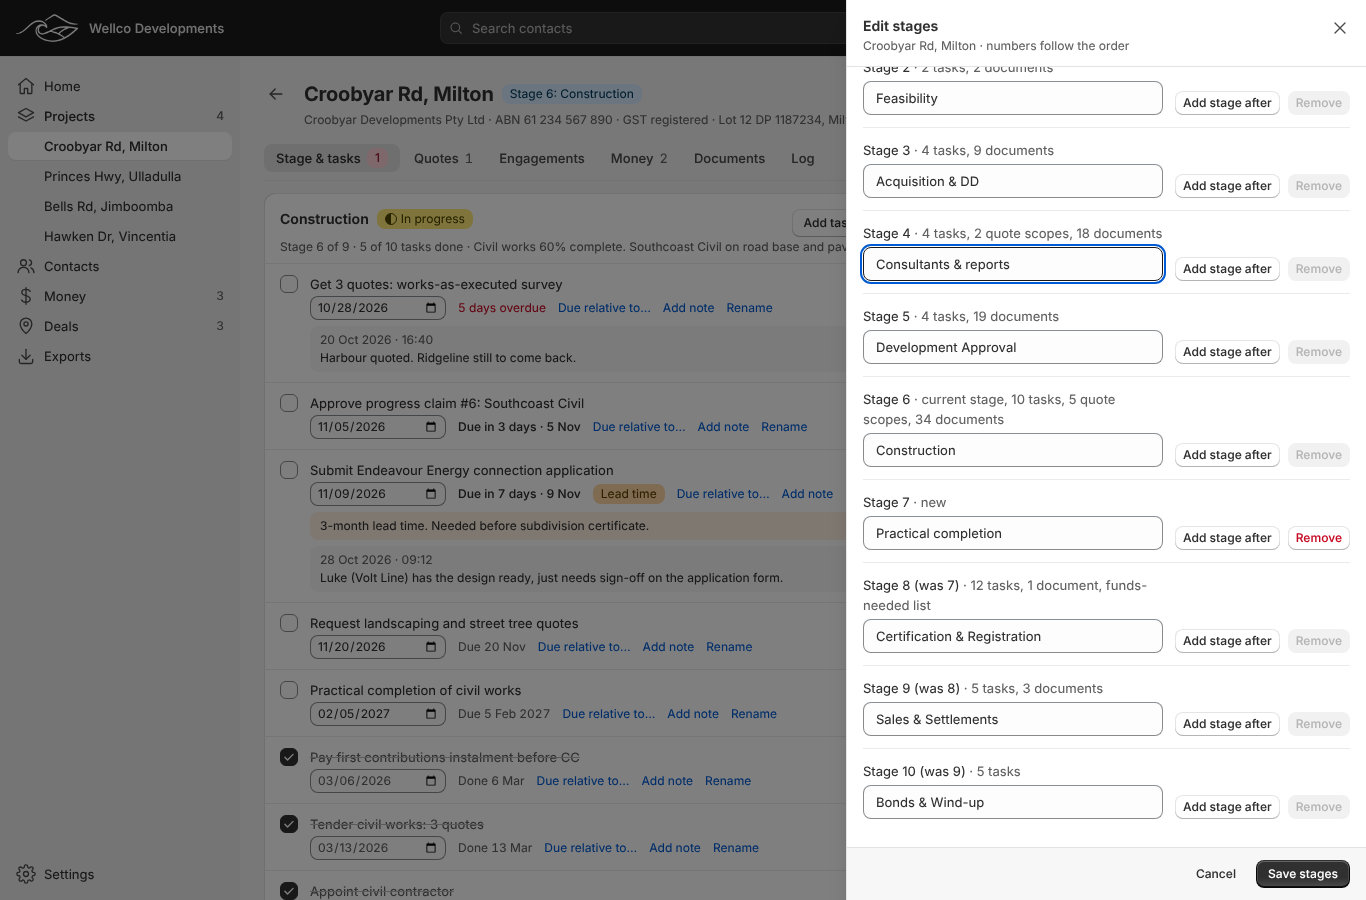 Wellco Developments
Search contacts
Home
Projects 4
Croobyar Rd, Milton
Princes Hwy, Ulladulla
Bells Rd, Jimboomba
Hawken Dr, Vincentia
Contacts
Money 3
Deals 3
Exports
Settings
Croobyar Rd, Milton Stage 6: Construction
Croobyar Developments Pty Ltd · ABN 61 234 567 890 · GST registered · Lot 12 DP 1187234, Mil
Stage & tasks 1 Quotes 1 Engagements Money 2 Documents Log
Construction In progress Add tas
Stage 6 of 9 · 5 of 10 tasks done · Civil works 60% complete. Southcoast Civil on road base and pav
Get 3 quotes: works-as-executed survey
10/28/2026 5 days overdue Due relative to... Add note Rename
20 Oct 2026 · 16:40
Harbour quoted. Ridgeline still to come back.
Approve progress claim #6: Southcoast Civil
11/05/2026 Due in 3 days · 5 Nov Due relative to... Add note Rename
Submit Endeavour Energy connection application
11/09/2026 Due in 7 days · 9 Nov Lead time Due relative to... Add note
3-month lead time. Needed before subdivision certificate.
28 Oct 2026 · 09:12
Luke (Volt Line) has the design ready, just needs sign-off on the application form.
Request landscaping and street tree quotes
11/20/2026 Due 20 Nov Due relative to... Add note Rename
Practical completion of civil works
02/05/2027 Due 5 Feb 2027 Due relative to... Add note Rename
Pay first contributions instalment before CC
03/06/2026 Done 6 Mar Due relative to... Add note Rename
Tender civil works: 3 quotes
03/13/2026 Done 13 Mar Due relative to... Add note Rename
Appoint civil contractor
Edit stages
Croobyar Rd, Milton · numbers follow the order
Stage 2 · 2 tasks, 2 documents
Feasibility Add stage after Remove
Stage 3 · 4 tasks, 9 documents
Acquisition & DD Add stage after Remove
Stage 4 · 4 tasks, 2 quote scopes, 18 documents
Consultants & reports Add stage after Remove
Stage 5 · 4 tasks, 19 documents
Development Approval Add stage after Remove
Stage 6 · current stage, 10 tasks, 5 quote
scopes, 34 documents
Construction Add stage after Remove
Stage 7 · new
Practical completion Add stage after Remove
Stage 8 (was 7) · 12 tasks, 1 document, funds-
needed list
Certification & Registration Add stage after Remove
Stage 9 (was 8) · 5 tasks, 3 documents
Sales & Settlements Add stage after Remove
Stage 10 (was 9) · 5 tasks
Bonds & Wind-up Add stage after Remove
Cancel Save stages